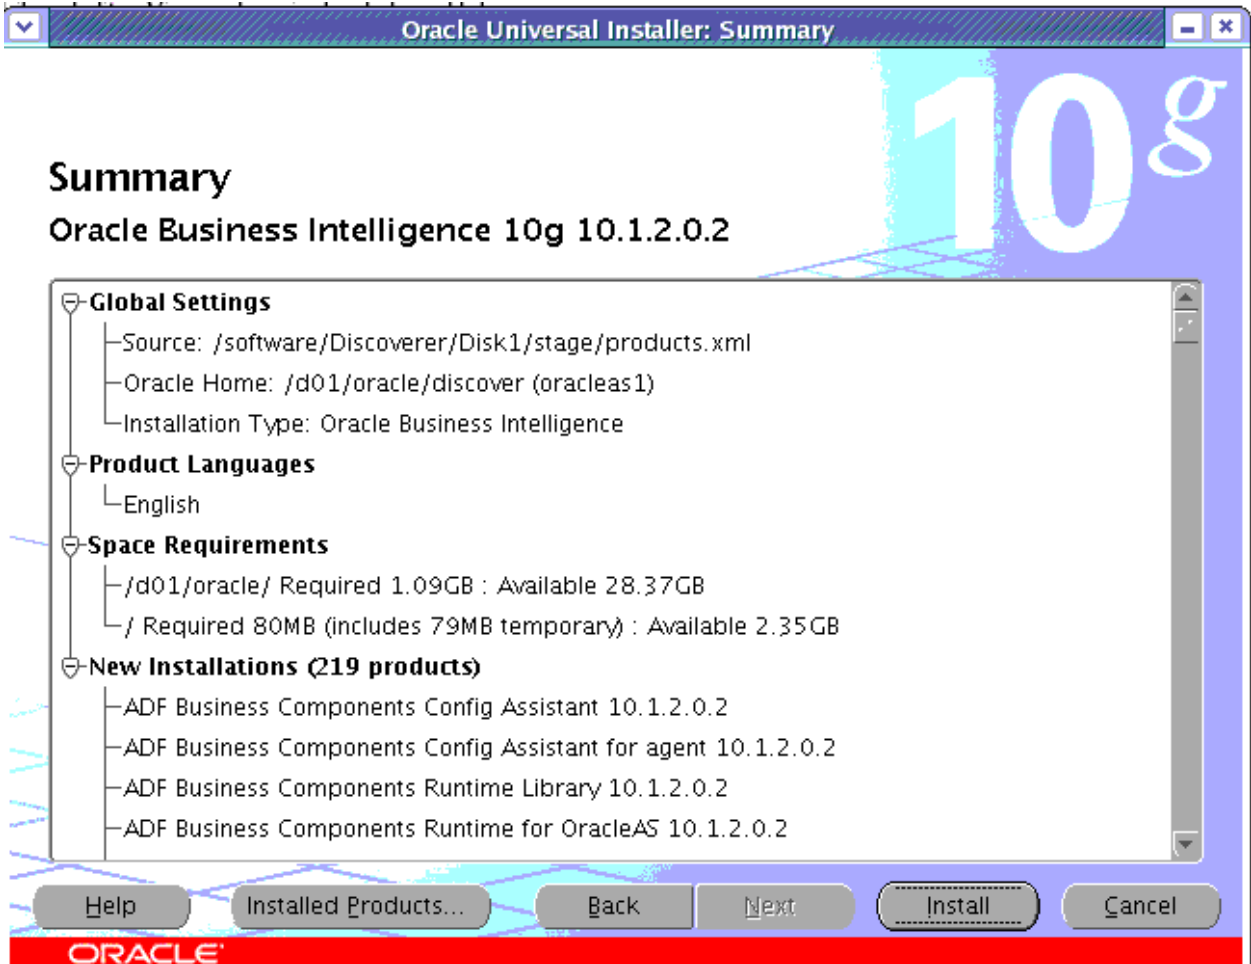 Oracle Universal Installer: Summary
10g
Summary
Oracle Business Intelligence 10g 10.1.2.0.2
Global Settings
Source: /software/Discoverer/Disk1/stage/products.xml
Oracle Home: /d01/oracle/discover (oracleas1)
Installation Type: Oracle Business Intelligence
Product Languages
English
Space Requirements
/d01/oracle/ Required 1.09GB : Available 28.37GB
/ Required 80MB (includes 79MB temporary) : Available 2.35GB
New Installations (219 products)
ADF Business Components Config Assistant 10.1.2.0.2
ADF Business Components Config Assistant for agent 10.1.2.0.2
ADF Business Components Runtime Library 10.1.2.0.2
ADF Business Components Runtime for OracleAS 10.1.2.0.2
Help Installed Products... Back Next Install Cancel
ORACLE